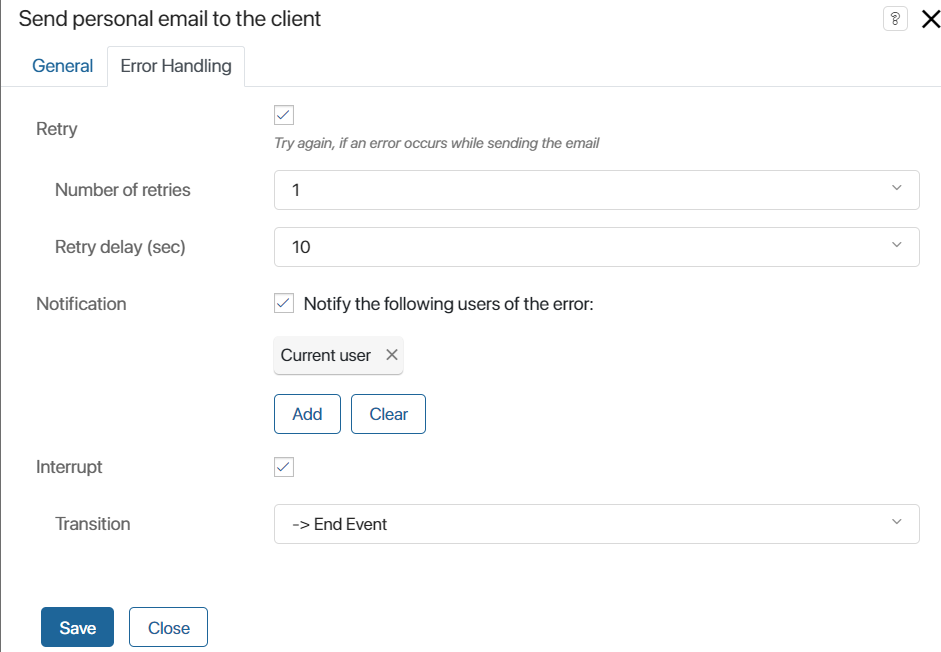 Send personal email to the client
?
General
Error Handling
Retry
Try again, if an error occurs while sending the email
Number of retries
1
Retry delay (sec)
10
Notification
Notify the following users of the error:
Current user
Add
Clear
Interrupt
Transition
-> End Event
Save
Close